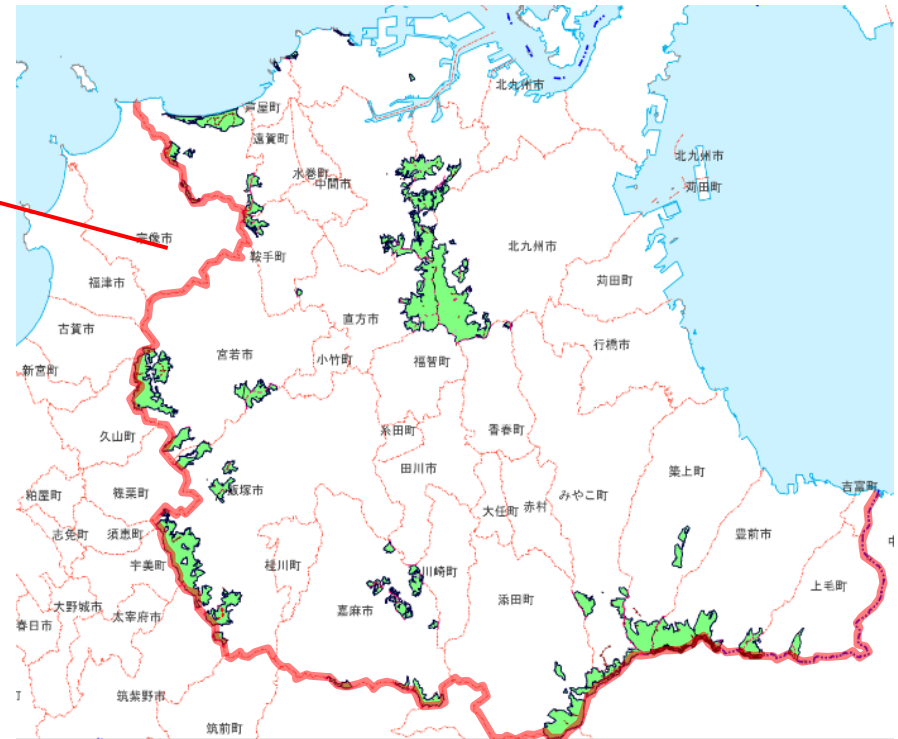 北九州市
芦屋町
遠賀町
北九州市
水巻町
中間市
苅田町
宗像市
北九州市
鞍手町
苅田町
福津市
直方市
古賀市
行橋市
宮若市
小竹町
福智町
新宮町
久山町
糸田町
香春町
田川市
築上町
飯塚市
吉富町
篠栗町
みやこ町
粕屋町
大任町
赤村
志免町
須恵町
豊前市
宇美町
桂川町
川崎町
上毛町
添田町
大野城市
嘉麻市
太宰府市
春日市
筑紫野市
筑前町